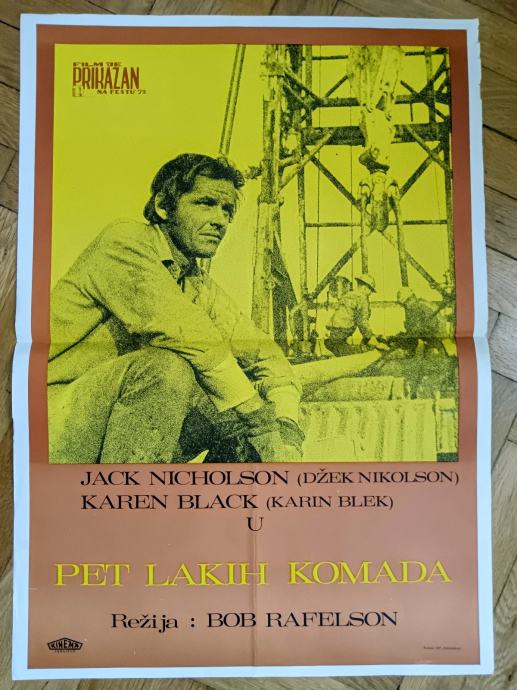 FILM JE
PRIKAZAN
NA FESTU'73
JACK NICHOLSON (DŽEK NIKOLSON)
KAREN BLACK (KARIN BLEK)
U
PET LAKIH KOMADA
Režija : BOB RAFELSON
KINEMA